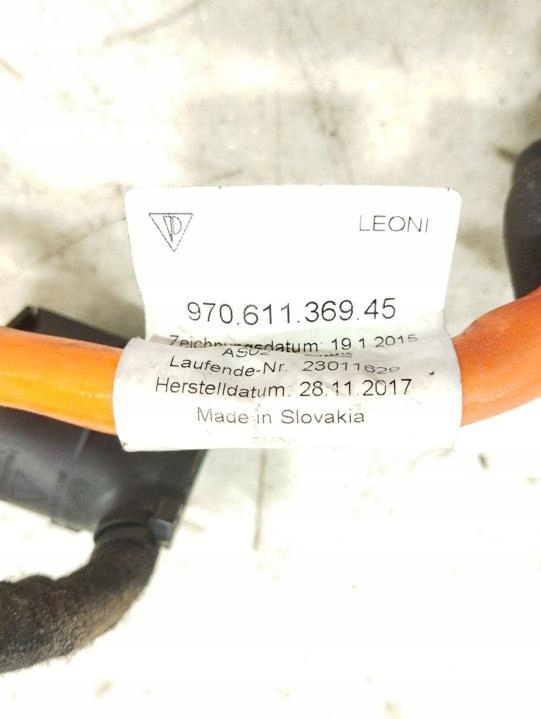 LEONI
970.611.369.45
Zeichnungsdatum: 19.1.2015
Laufende-Nr. 23011629
Herstelldatum: 28.11.2017
Made in Slovakia